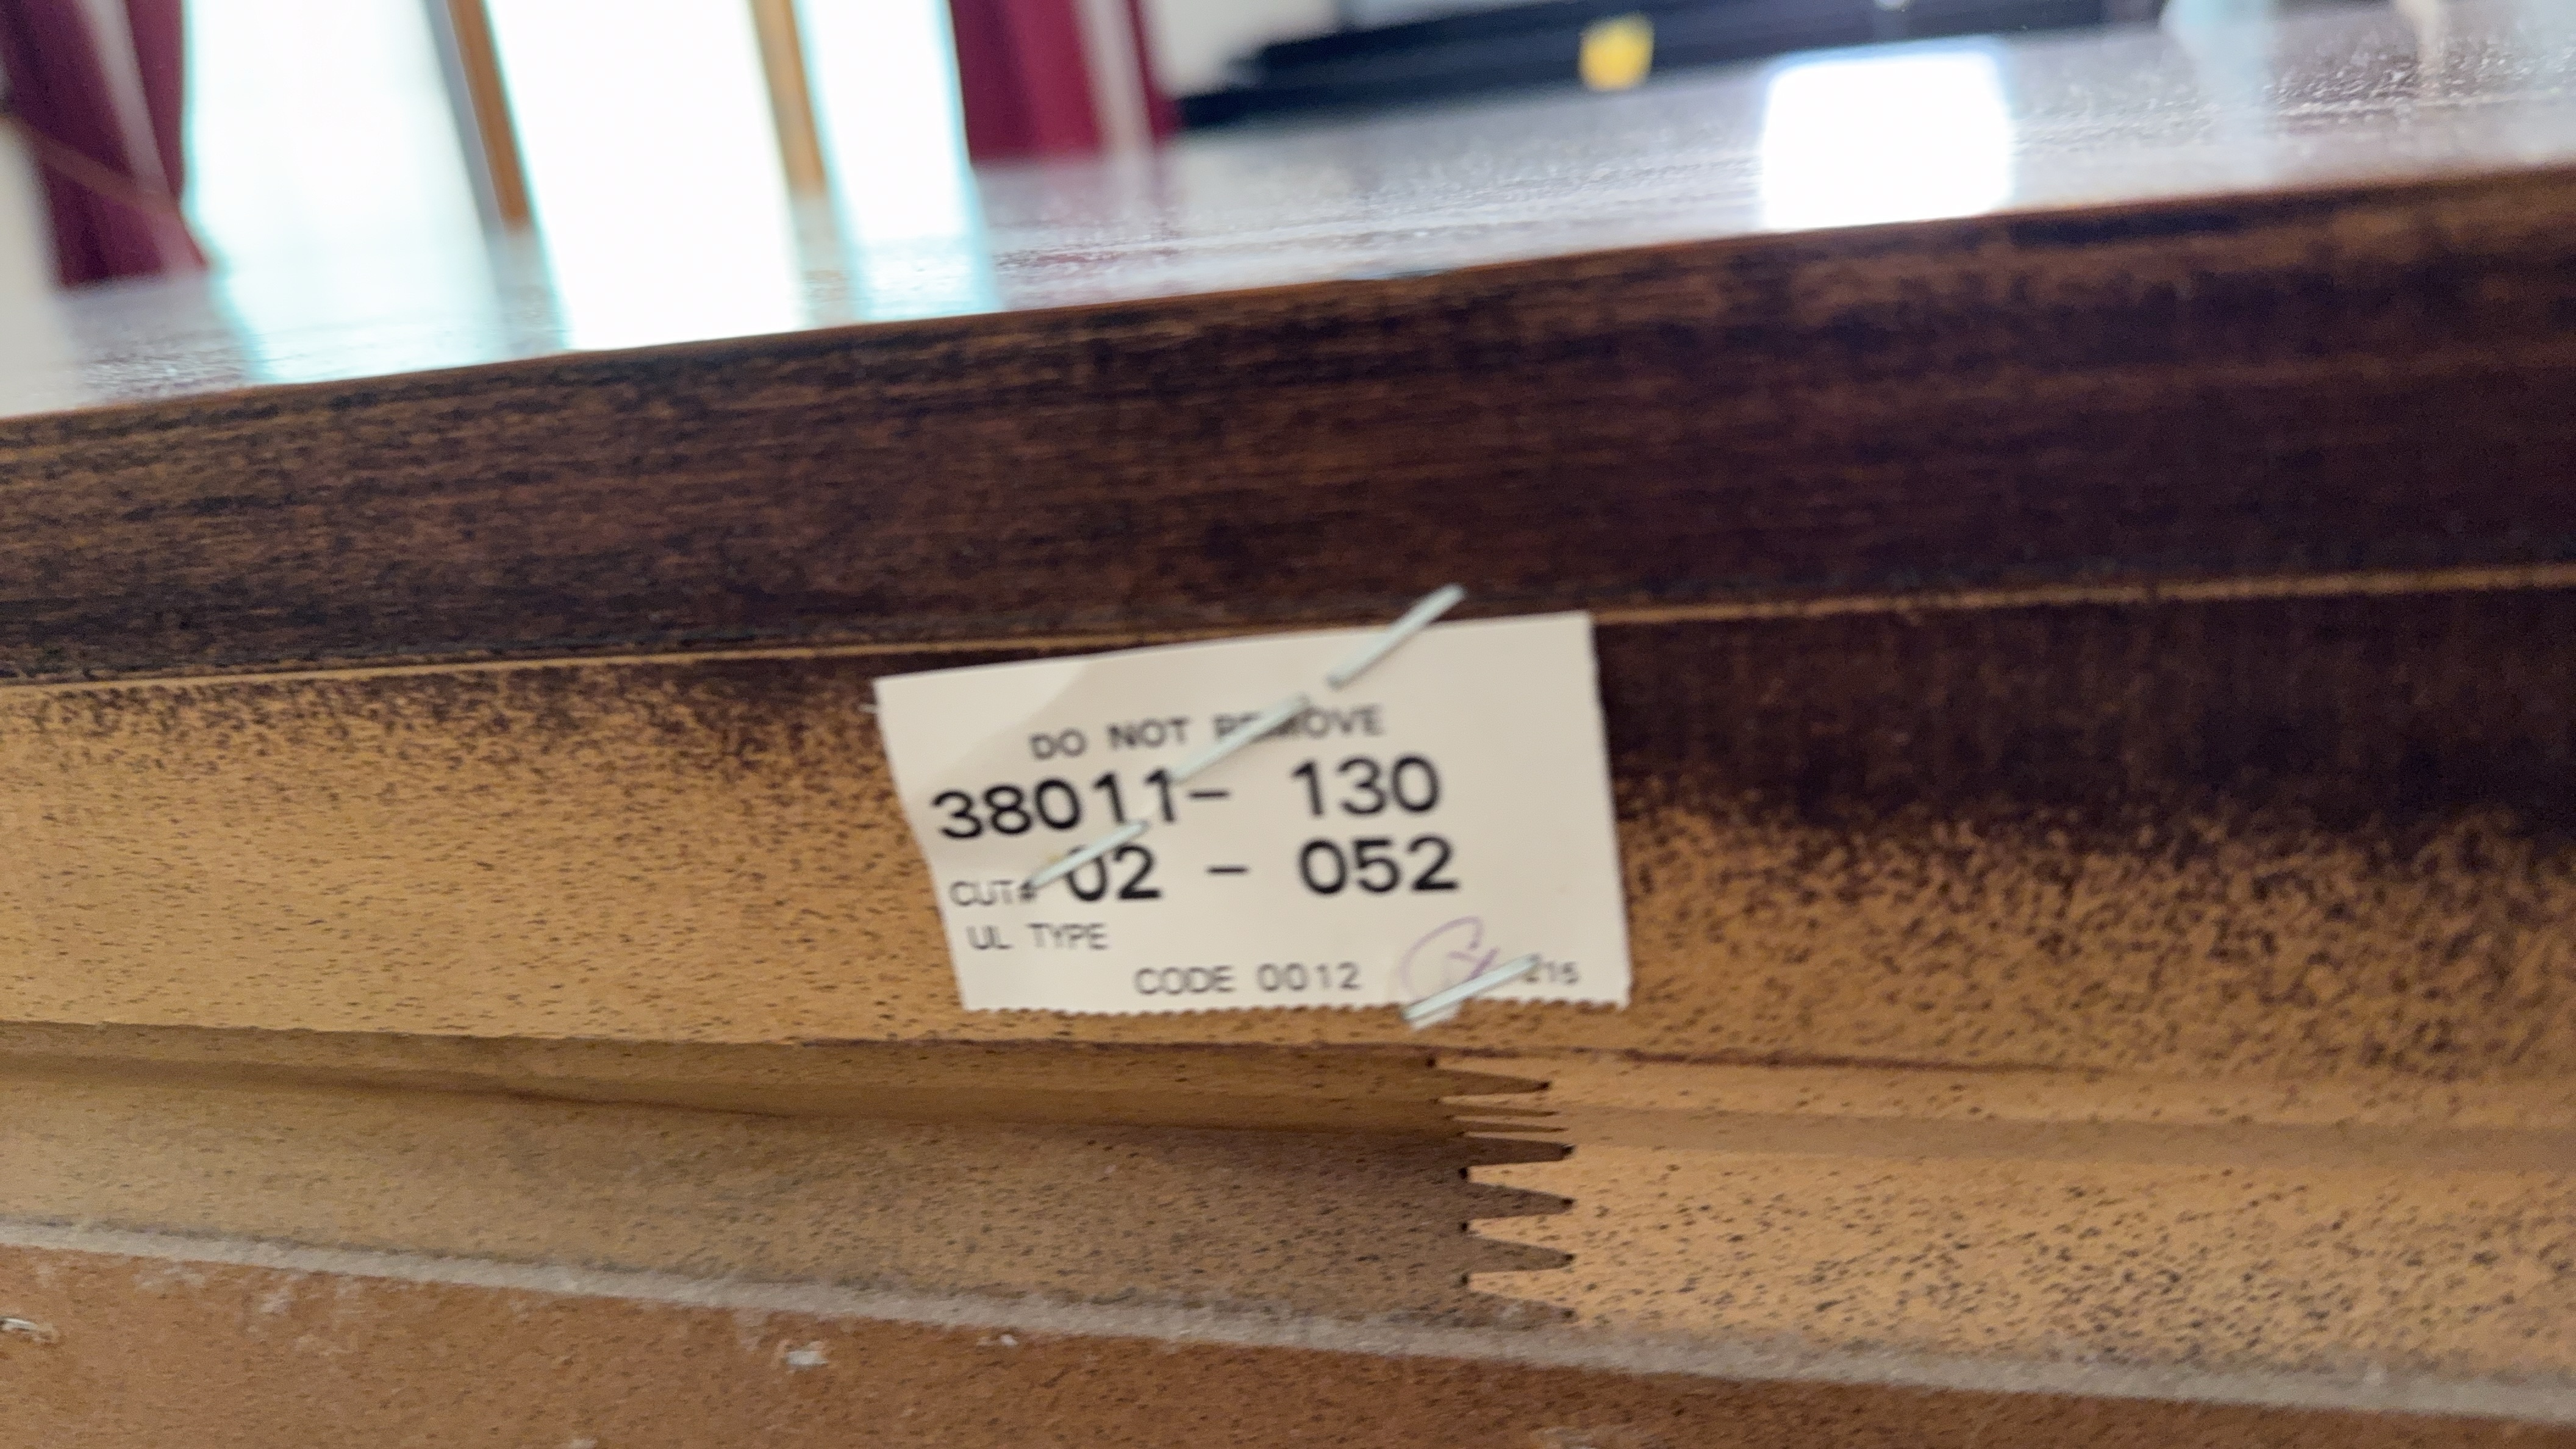 DO NOT REMOVE
38011- 130
CUT# 02 - 052
UL TYPE
CODE 0012